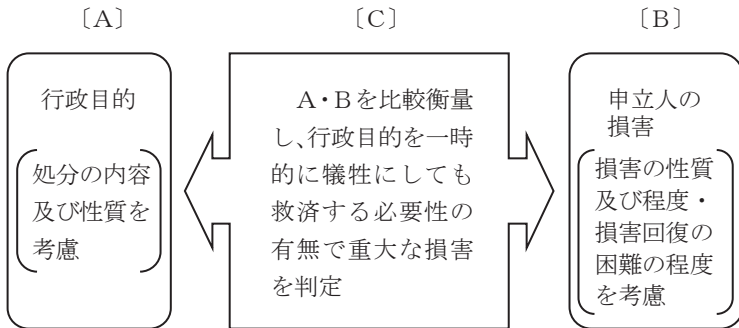 〔A〕
〔C〕
〔B〕
行政目的
処分の内容
及び性質を
考慮
A・Bを比較衡量
し、行政目的を一時
的に犠牲にしても
救済する必要性の
有無で重大な損害
を判定
申立人の
損害
損害の性質
及び程度・
損害回復の
困難の程度
を考慮